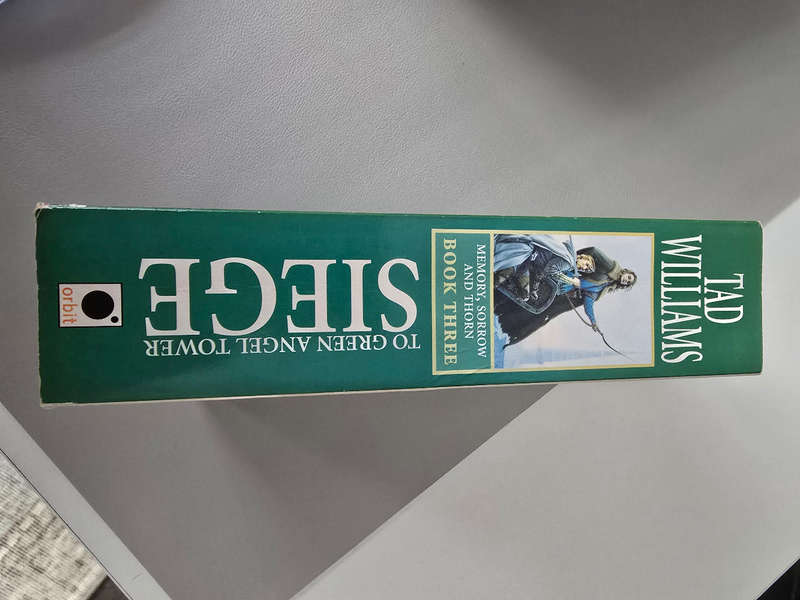 TAD
WILLIAMS
MEMORY, SORROW
AND THORN
BOOK THREE
TO GREEN ANGEL TOWER
SIEGE
orbit